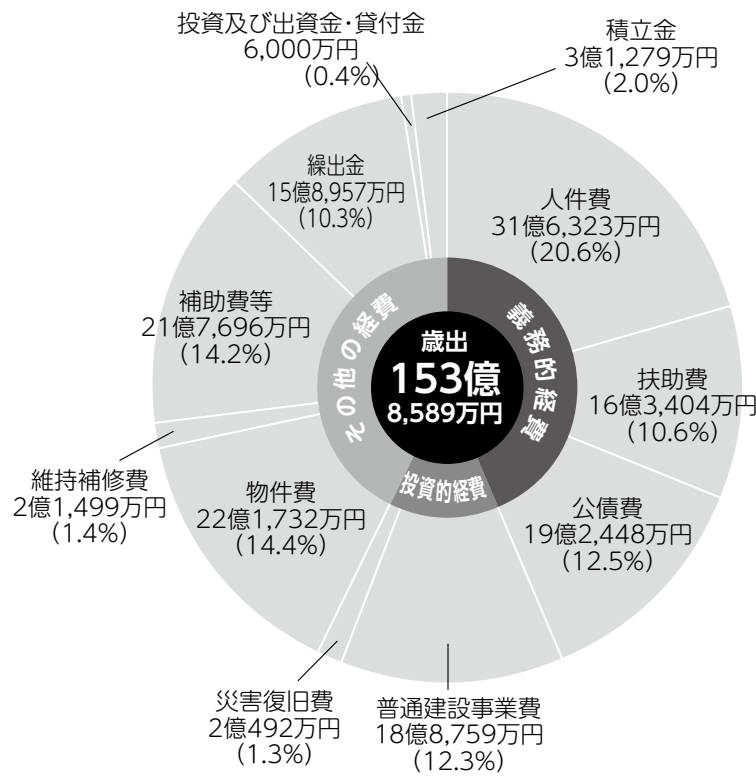 投資及び出資金・貸付金
6,000万円
(0.4%)
積立金
3億1,279万円
(2.0%)
繰出金
15億8,957万円
(10.3%)
人件費
31億6,323万円
(20.6%)
補助費等
21億7,696万円
(14.2%)
その他の経費
義務的経費
歳出
153億
8,589万円
扶助費
16億3,404万円
(10.6%)
維持補修費
2億1,499万円
(1.4%)
物件費
22億1,732万円
(14.4%)
投資的経費
公債費
19億2,448万円
(12.5%)
災害復旧費
2億492万円
(1.3%)
普通建設事業費
18億8,759万円
(12.3%)